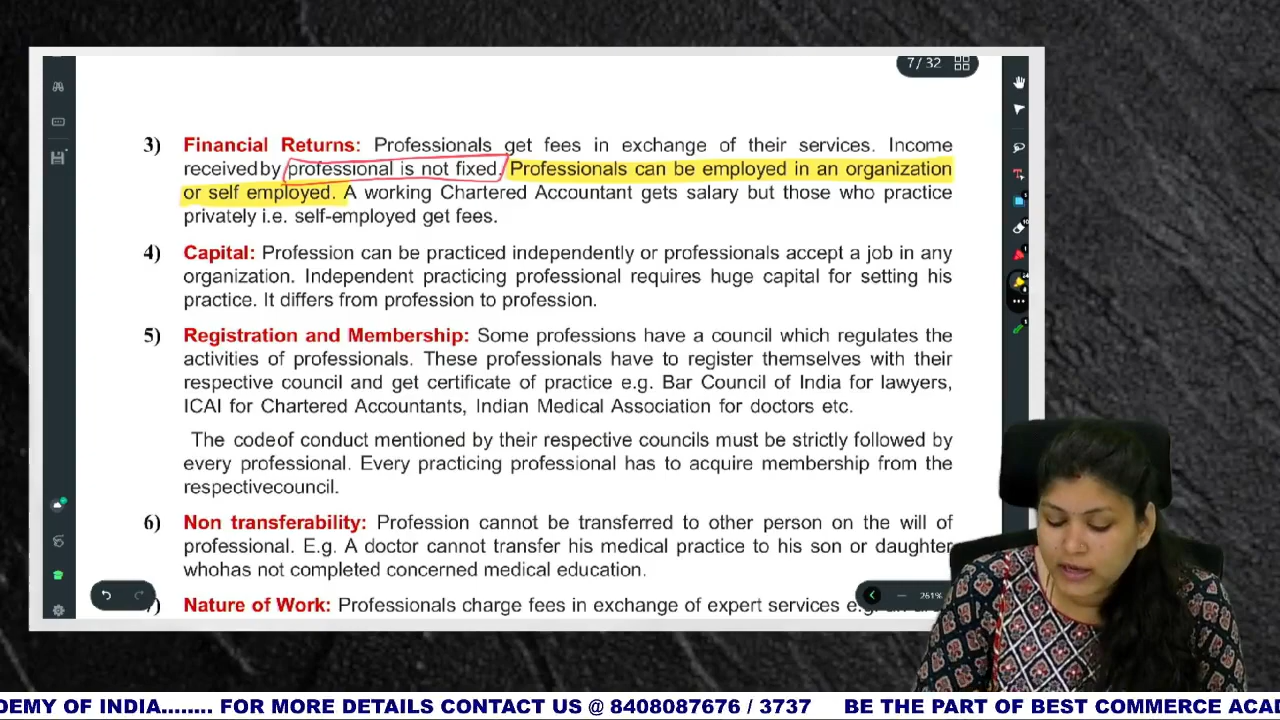 7 / 32
3) Financial Returns: Professionals get fees in exchange of their services. Income
receivedby professional is not fixed. Professionals can be employed in an organization
or self employed. A working Chartered Accountant gets salary but those who practice
privately i.e. self-employed get fees.
4) Capital: Profession can be practiced independently or professionals accept a job in any
organization. Independent practicing professional requires huge capital for setting his
practice. It differs from profession to profession.
5) Registration and Membership: Some professions have a council which regulates the
activities of professionals. These professionals have to register themselves with their
respective council and get certificate of practice e.g. Bar Council of India for lawyers,
ICAI for Chartered Accountants, Indian Medical Association for doctors etc.
The codeof conduct mentioned by their respective councils must be strictly followed by
every professional. Every practicing professional has to acquire membership from the
respectivecouncil.
6) Non transferability: Profession cannot be transferred to other person on the will of
professional. E.g. A doctor cannot transfer his medical practice to his son or daughter
whohas not completed concerned medical education.
Nature of Work: Professionals charge fees in exchange of expert services
261%
DEMY OF INDIA........ FOR MORE DETAILS CONTACT US @ 8408087676 / 3737 BE THE PART OF BEST COMMERCE ACA